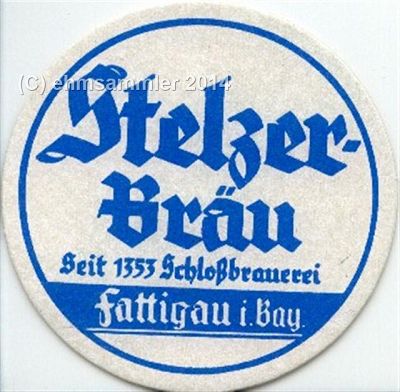 (C) ehmsammler 2014
Stelzer-
Bräu
Seit 1353 Schloßbrauerei
Fattigau i. Bay.